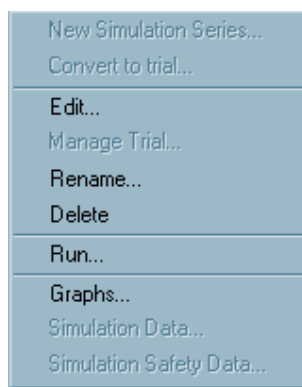 New Simulation Series...
Convert to trial...
Edit...
Manage Trial...
Rename...
Delete
Run...
Graphs...
Simulation Data...
Simulation Safety Data...